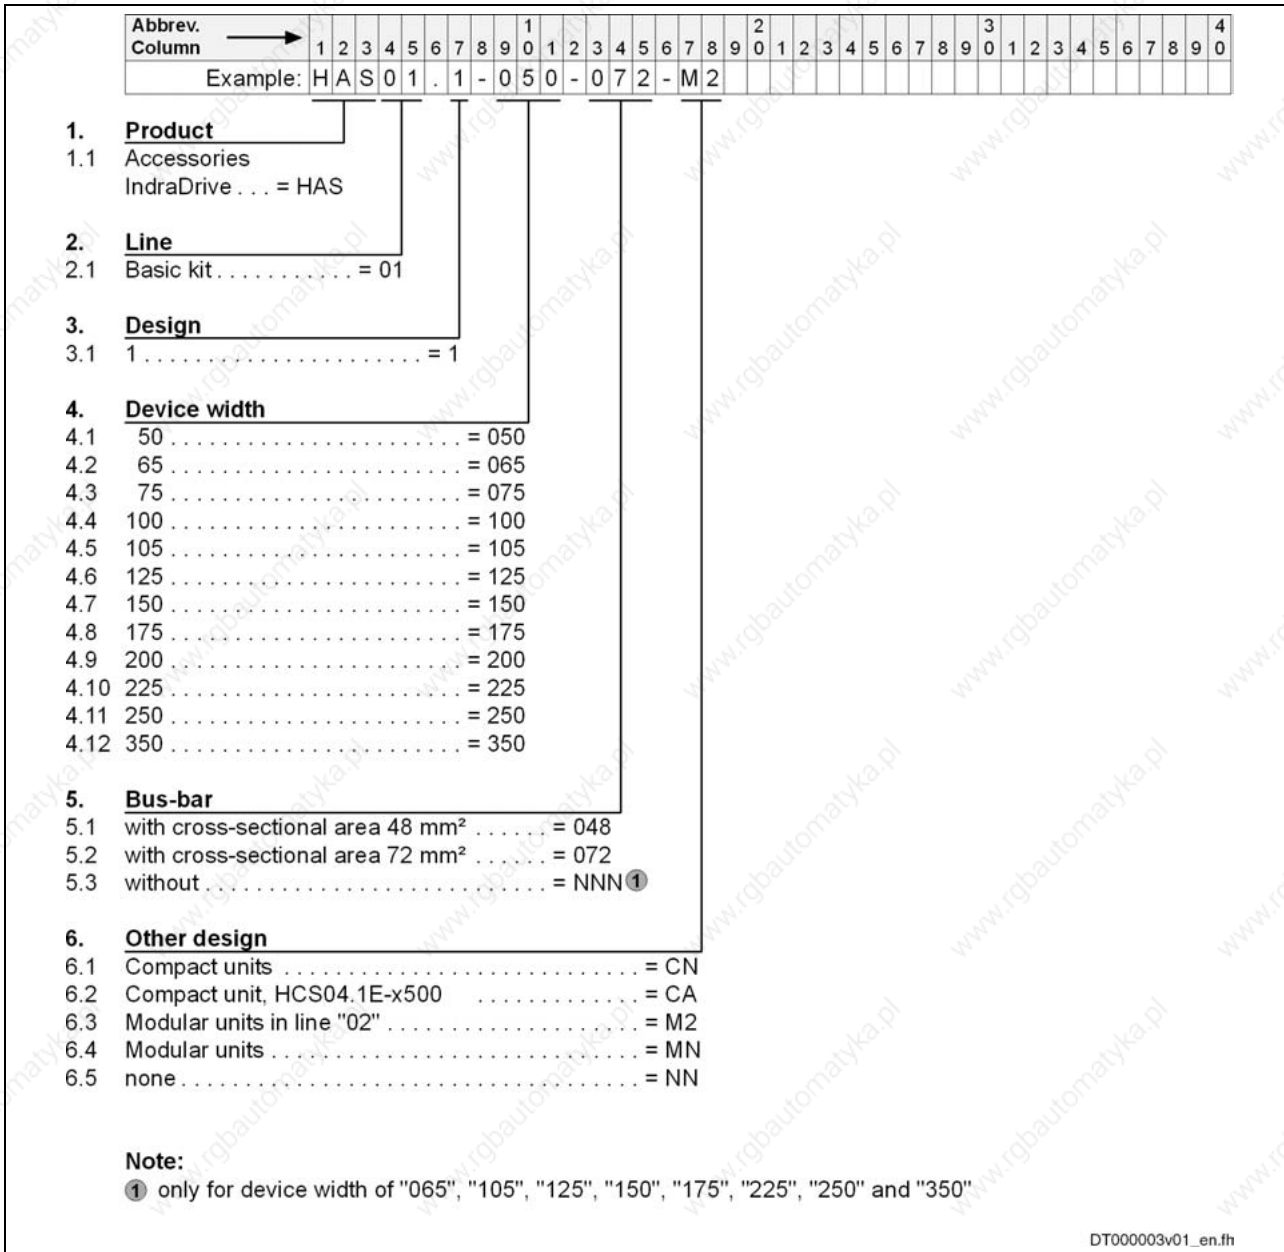 Abbrev. 1 2 3 4
Column 1 2 3 4 5 6 7 8 9 0 1 2 3 4 5 6 7 8 9 0 1 2 3 4 5 6 7 8 9 0 1 2 3 4 5 6 7 8 9 0
Example: H A S 0 1 . 1 - 0 5 0 - 0 7 2 - M 2
1. Product
1.1 Accessories
IndraDrive . . . = HAS
2. Line
2.1 Basic kit . . . . . . . . . . . = 01
3. Design
3.1 1 . . . . . . . . . . . . . . . . . . . . . . = 1
4. Device width
4.1 50 . . . . . . . . . . . . . . . . . . . . . . . = 050
4.2 65 . . . . . . . . . . . . . . . . . . . . . . . = 065
4.3 75 . . . . . . . . . . . . . . . . . . . . . . . = 075
4.4 100 . . . . . . . . . . . . . . . . . . . . . . . = 100
4.5 105 . . . . . . . . . . . . . . . . . . . . . . . = 105
4.6 125 . . . . . . . . . . . . . . . . . . . . . . . = 125
4.7 150 . . . . . . . . . . . . . . . . . . . . . . . = 150
4.8 175 . . . . . . . . . . . . . . . . . . . . . . . = 175
4.9 200 . . . . . . . . . . . . . . . . . . . . . . . = 200
4.10 225 . . . . . . . . . . . . . . . . . . . . . . . = 225
4.11 250 . . . . . . . . . . . . . . . . . . . . . . . = 250
4.12 350 . . . . . . . . . . . . . . . . . . . . . . . = 350
5. Bus-bar
5.1 with cross-sectional area 48 mm² . . . . . . = 048
5.2 with cross-sectional area 72 mm² . . . . . . = 072
5.3 without . . . . . . . . . . . . . . . . . . . . . . . . . . . = NNN 1
6. Other design
6.1 Compact units . . . . . . . . . . . . . . . . . . . . . . . . . . . . = CN
6.2 Compact unit, HCS04.1E-x500 . . . . . . . . . . . . . = CA
6.3 Modular units in line "02" . . . . . . . . . . . . . . . . . . . . = M2
6.4 Modular units . . . . . . . . . . . . . . . . . . . . . . . . . . . . . = MN
6.5 none . . . . . . . . . . . . . . . . . . . . . . . . . . . . . . . . . . . . = NN
Note:
1 only for device width of "065", "105", "125", "150", "175", "225", "250" and "350"
DT000003v01_en.fh
www.rgbautomatyka.pl